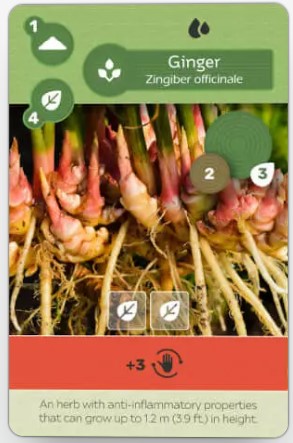 1
Ginger
Zingiber officinale
4
2
3
+3
An herb with anti-inflammatory properties
that can grow up to 1.2 m (3.9 ft.) in height.